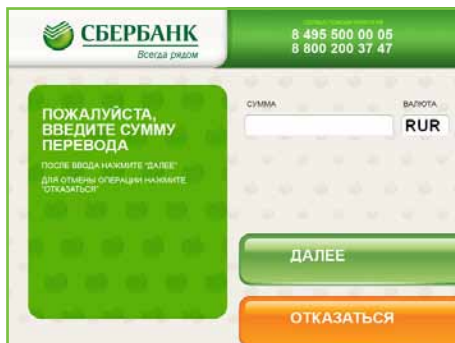 СБЕРБАНК
Всегда рядом
8 495 500 00 05
8 800 200 37 47
ПОЖАЛУЙСТА,
ВВЕДИТЕ СУММУ
ПЕРЕВОДА
ПОСЛЕ ВВОДА НАЖМИТЕ "ДАЛЕЕ"
ДЛЯ ОТМЕНЫ ОПЕРАЦИИ НАЖМИТЕ
"ОТКАЗАТЬСЯ"
СУММА
ВАЛЮТА
RUR
ДАЛЕЕ
ОТКАЗАТЬСЯ